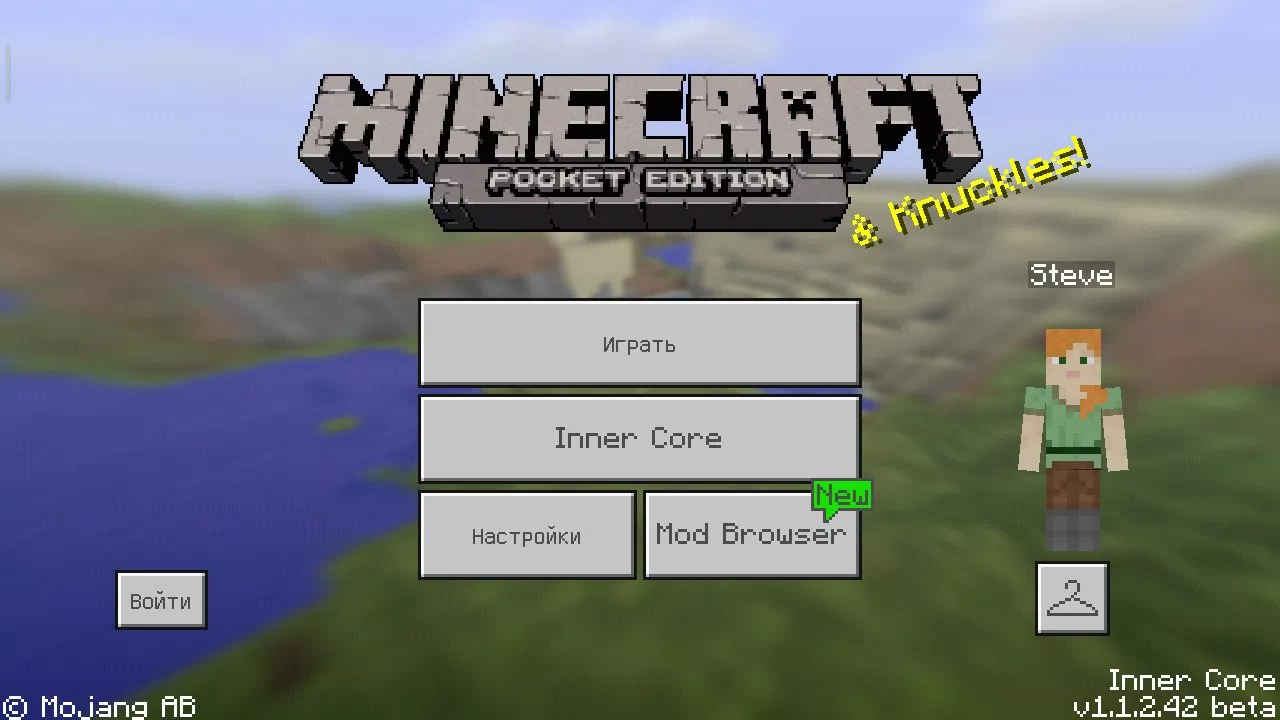 MINECRAFT
POCKET EDITION
& Knuckles!
Steve
Играть
Inner Core
New
Настройки
Mod Browser
Войти
Inner Core
© Mojang AB
v1.1.2.42 beta